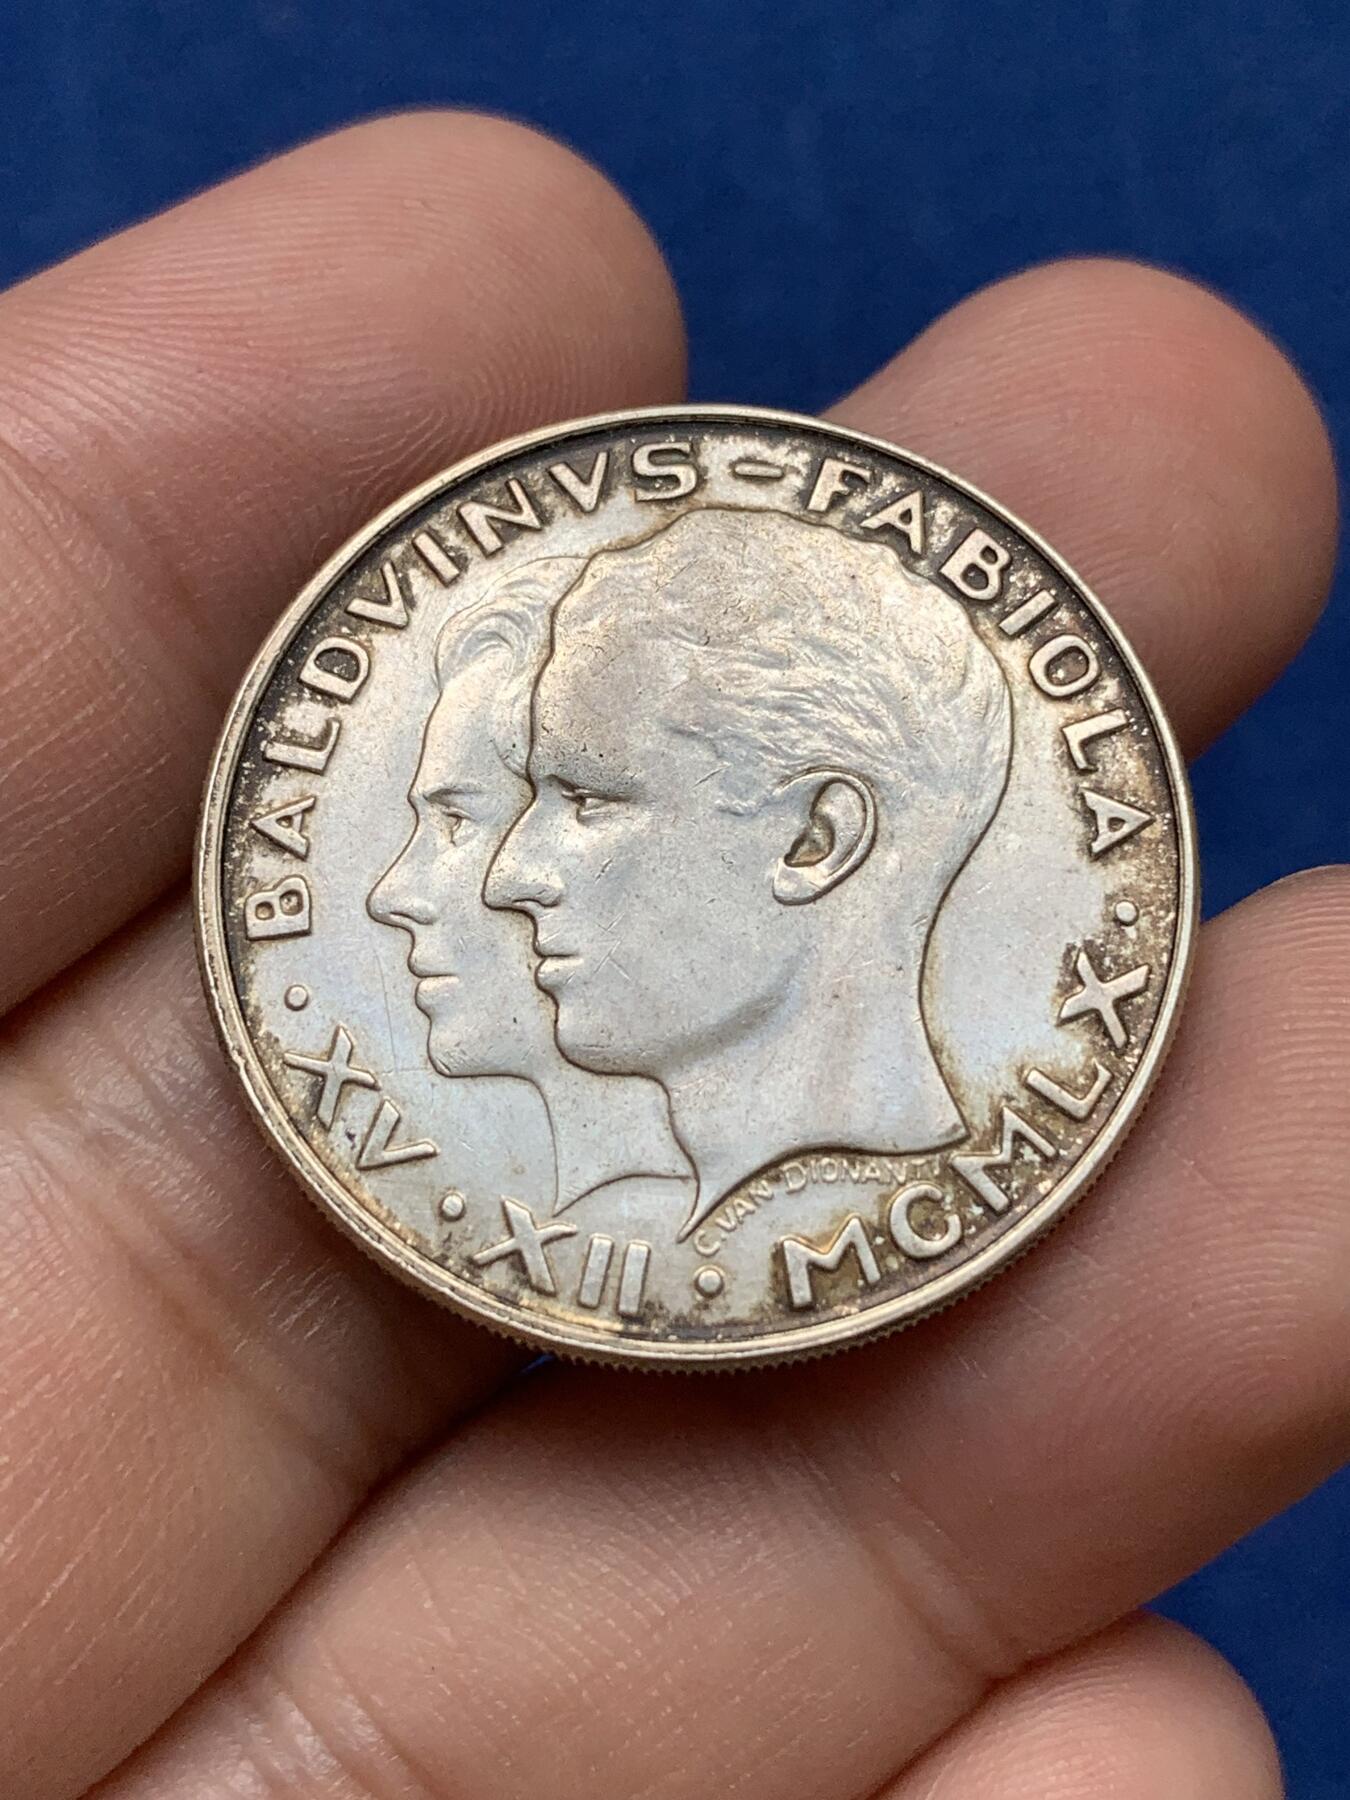 BALDVINVS - FABIOLA
· XV · XII · MCMLX ·
C. VAN DIONANT